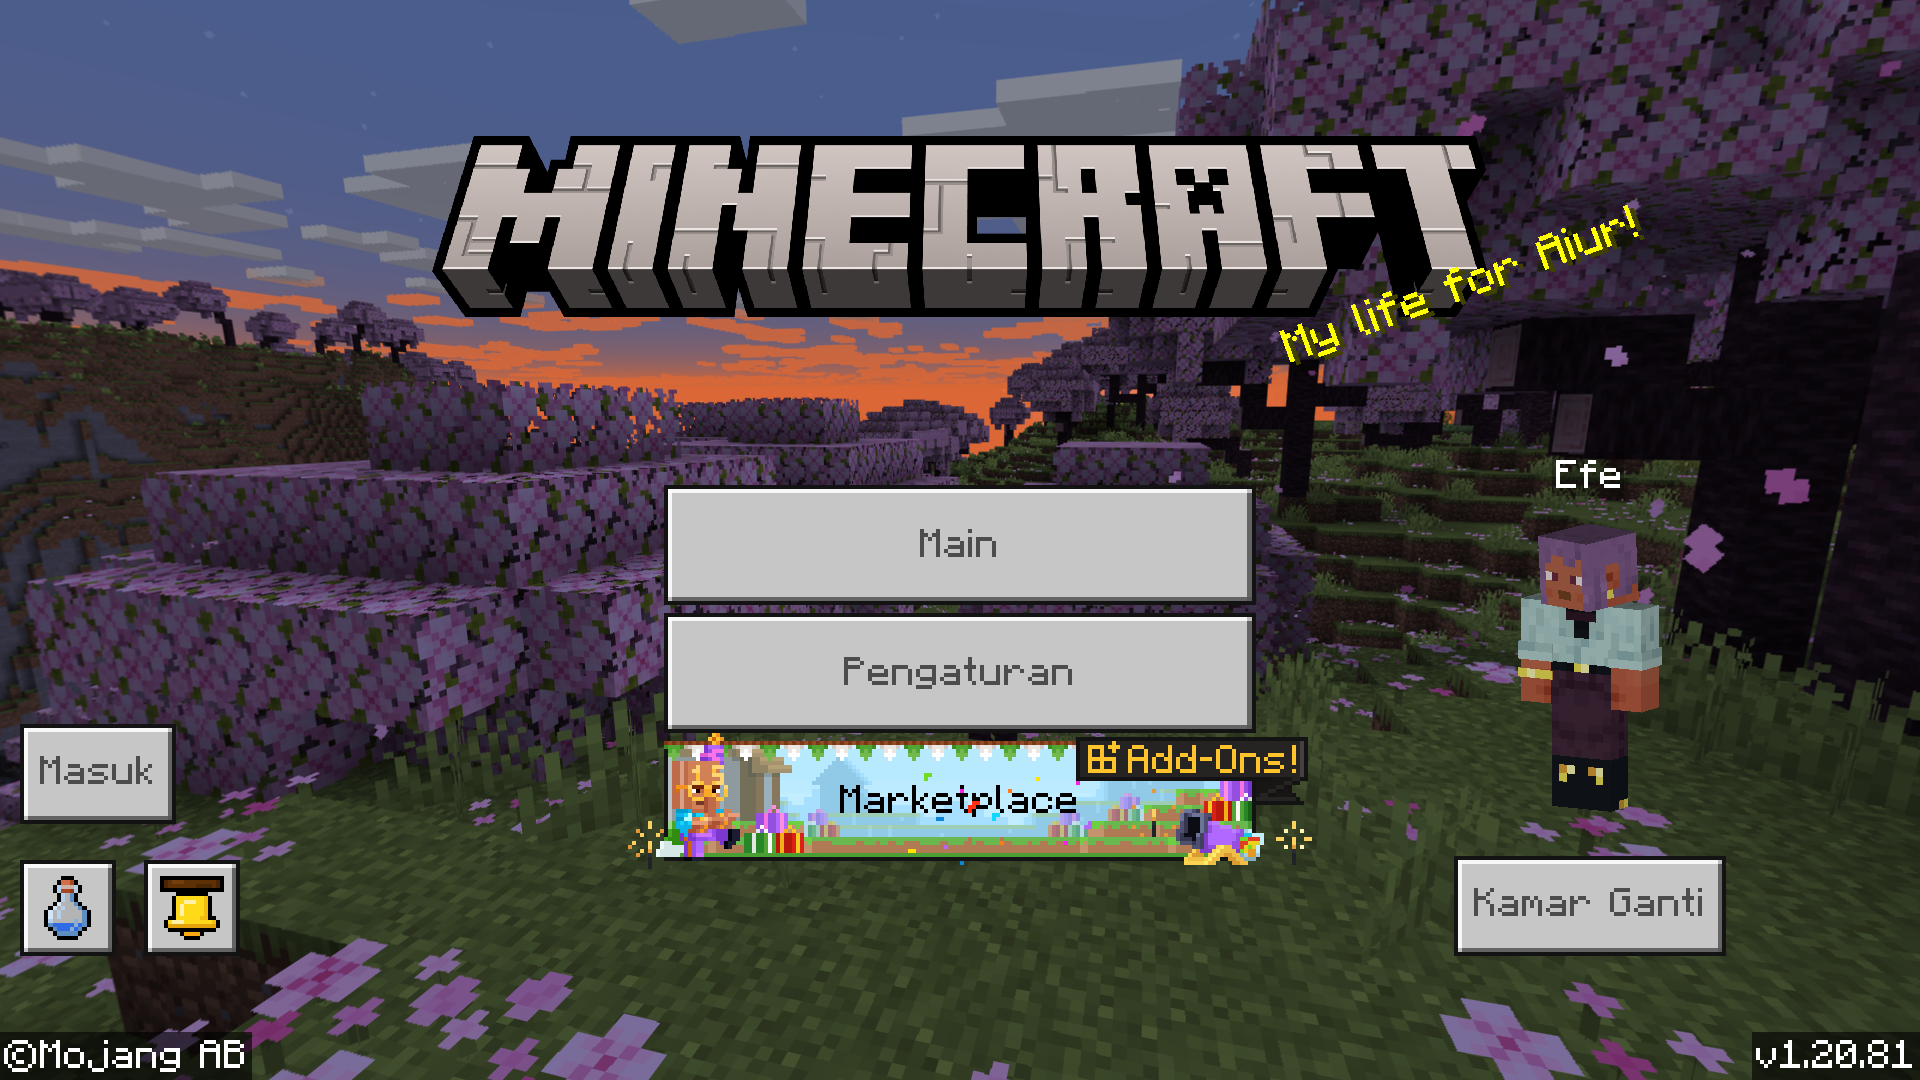 MINECRAFT
My life for Aiur!
Efe
Main
Pengaturan
Masuk
15
Add-Ons!
Marketplace
Kamar Ganti
©Mojang AB
v1.20.81